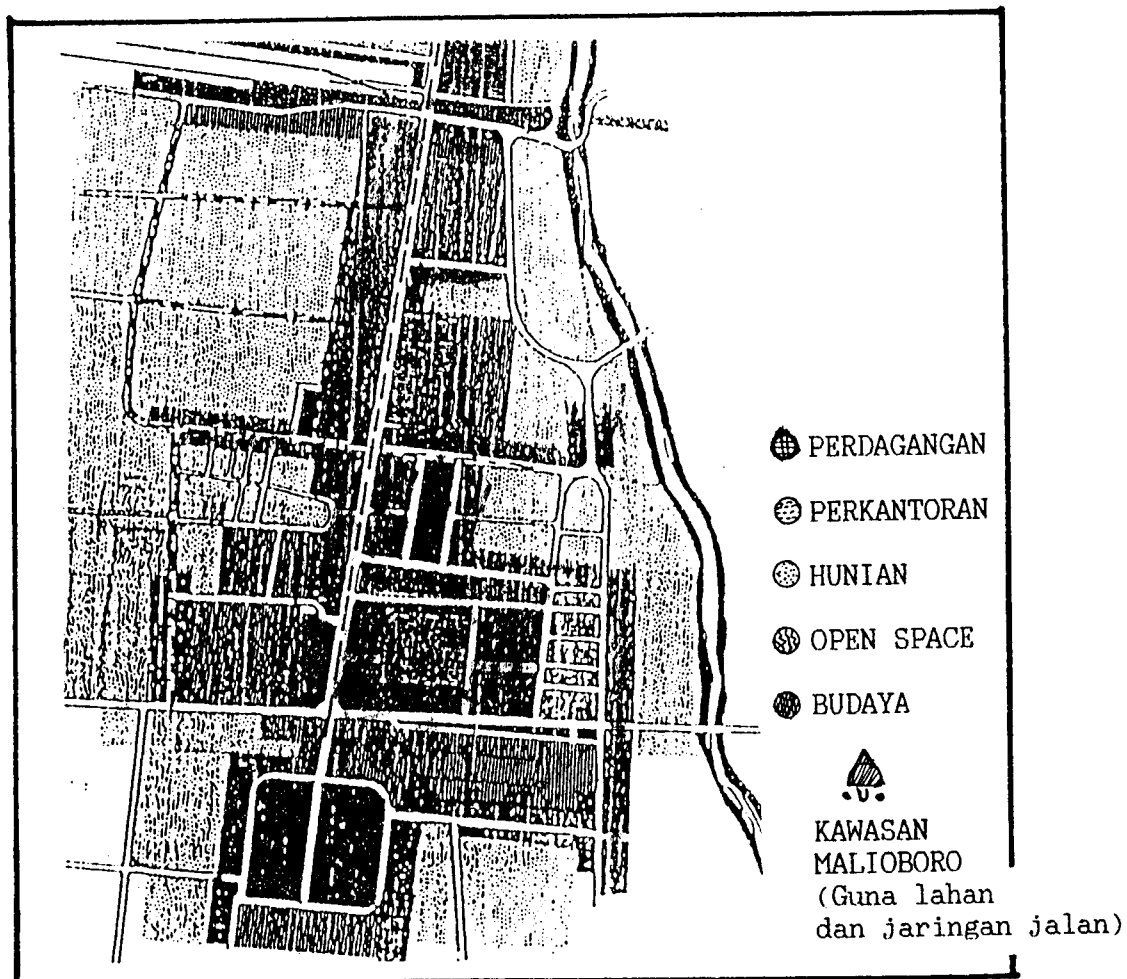 PERDAGANGAN
PERKANTORAN
HUNIAN
OPEN SPACE
BUDAYA
.U.
KAWASAN
MALIOBORO
(Guna lahan
dan jaringan jalan)